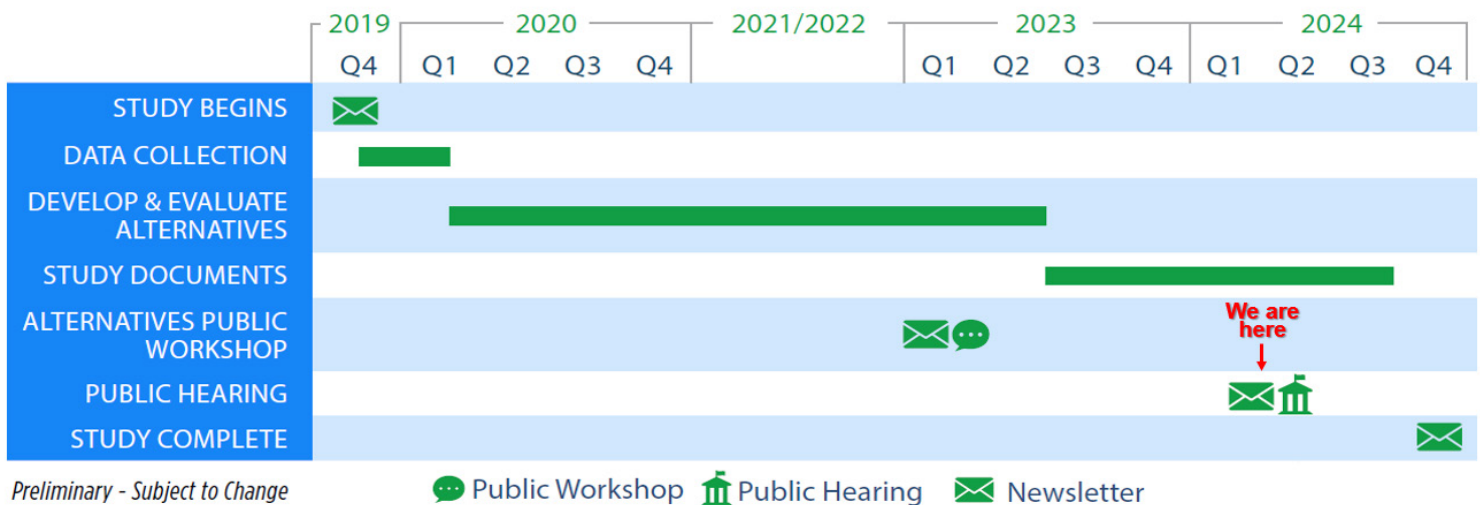 2019 2020 2021/2022 2023 2024
Q4 Q1 Q2 Q3 Q4 Q1 Q2 Q3 Q4 Q1 Q2 Q3 Q4
STUDY BEGINS
DATA COLLECTION
DEVELOP & EVALUATE
ALTERNATIVES
STUDY DOCUMENTS
ALTERNATIVES PUBLIC
WORKSHOP
We are
here
PUBLIC HEARING
STUDY COMPLETE
Preliminary - Subject to Change
Public Workshop Public Hearing Newsletter